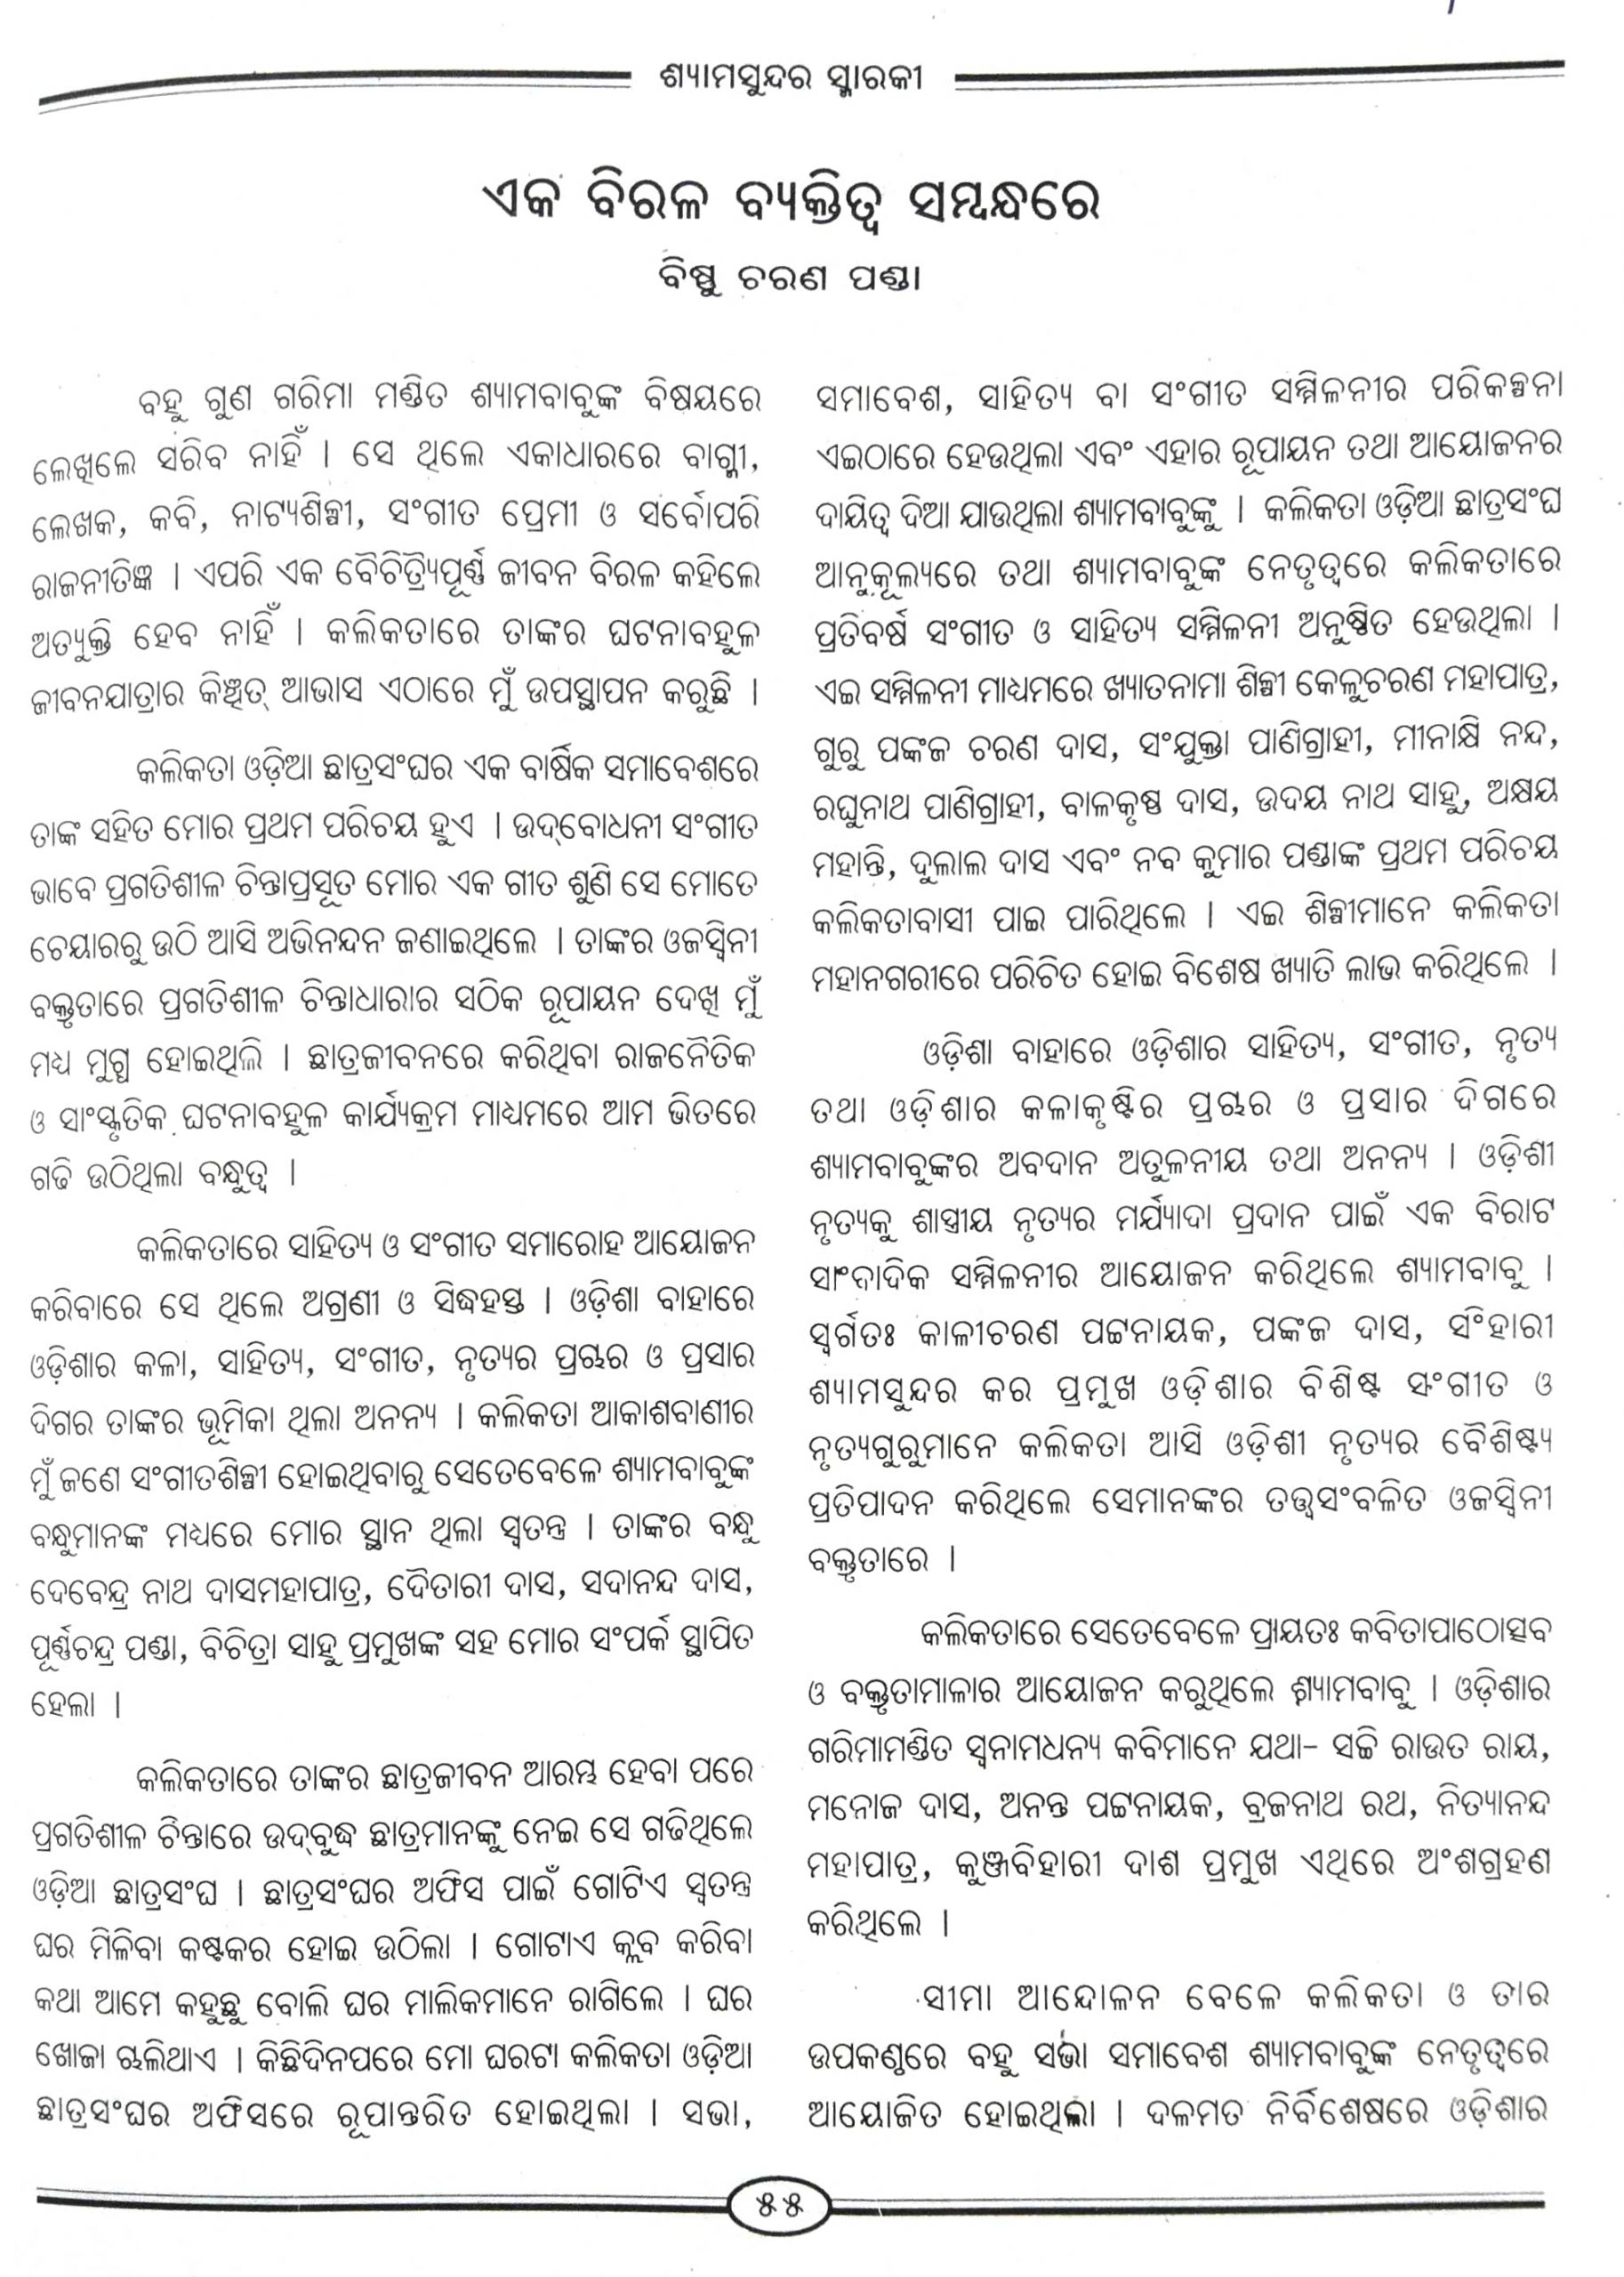 ଶ୍ୟାମସୁନ୍ଦର ସ୍ମାରକୀ
ଏକ ବିରଳ ବ୍ୟକ୍ତିତ୍ୱ ସମ୍ବନ୍ଧରେ
ବିଷ୍ଣୁ ଚରଣ ପଣ୍ଡା
ବହୁ ଗୁଣ ଗରିମା ମଣ୍ଡିତ ଶ୍ୟାମବାବୁଙ୍କ ବିଷୟରେ
ଲେଖିଲେ ସରିବ ନାହିଁ । ସେ ଥିଲେ ଏକାଧାରରେ ବାଗ୍ମୀ,
ଲେଖକ, କବି, ନାଟ୍ୟଶିଳ୍ପୀ, ସଂଗୀତ ପ୍ରେମୀ ଓ ସର୍ବୋପରି
ରାଜନୀତିଜ୍ଞ । ଏପରି ଏକ ବୈଚିତ୍ର୍ୟପୂର୍ଣ୍ଣ ଜୀବନ ବିରଳ କହିଲେ
ଅତ୍ୟୁକ୍ତି ହେବ ନାହିଁ । କଲିକତାରେ ତାଙ୍କର ଘଟନାବହୁଳ
ଜୀବନଯାତ୍ରାର କିଞ୍ଚିତ୍ ଆଭାସ ଏଠାରେ ମୁଁ ଉପସ୍ଥାପନ କରୁଛି ।
କଲିକତା ଓଡ଼ିଆ ଛାତ୍ରସଂଘର ଏକ ବାର୍ଷିକ ସମାବେଶରେ
ତାଙ୍କ ସହିତ ମୋର ପ୍ରଥମ ପରିଚୟ ହୁଏ । ଉଦ୍‌ବୋଧନୀ ସଂଗୀତ
ଭାବେ ପ୍ରଗତିଶୀଳ ଚିନ୍ତାପ୍ରସୂତ ମୋର ଏକ ଗୀତ ଶୁଣି ସେ ମୋତେ
ଚେୟାରରୁ ଉଠି ଆସି ଅଭିନନ୍ଦନ ଜଣାଇଥିଲେ । ତାଙ୍କର ଓଜସ୍ୱିନୀ
ବକ୍ତୃତାରେ ପ୍ରଗତିଶୀଳ ଚିନ୍ତାଧାରାର ସଠିକ ରୂପାୟନ ଦେଖି ମୁଁ
ମଧ୍ୟ ମୁଗ୍ଧ ହୋଇଥିଲି । ଛାତ୍ରଜୀବନରେ କରିଥିବା ରାଜନୈତିକ
ଓ ସାଂସ୍କୃତିକ ଘଟନାବହୁଳ କାର୍ଯ୍ୟକ୍ରମ ମାଧ୍ୟମରେ ଆମ ଭିତରେ
ଗଢି ଉଠିଥିଲା ବନ୍ଧୁତ୍ୱ ।
କଲିକତାରେ ସାହିତ୍ୟ ଓ ସଂଗୀତ ସମାରୋହ ଆୟୋଜନ
କରିବାରେ ସେ ଥିଲେ ଅଗ୍ରଣୀ ଓ ସିଦ୍ଧହସ୍ତ । ଓଡ଼ିଶା ବାହାରେ
ଓଡ଼ିଶାର କଳା, ସାହିତ୍ୟ, ସଂଗୀତ, ନୃତ୍ୟର ପ୍ରଚାର ଓ ପ୍ରସାର
ଦିଗର ତାଙ୍କର ଭୂମିକା ଥିଲା ଅନନ୍ୟ । କଲିକତା ଆକାଶବାଣୀର
ମୁଁ ଜଣେ ସଂଗୀତଶିଳ୍ପୀ ହୋଇଥିବାରୁ ସେତେବେଳେ ଶ୍ୟାମବାବୁଙ୍କ
ବନ୍ଧୁମାନଙ୍କ ମଧ୍ୟରେ ମୋର ସ୍ଥାନ ଥିଲା ସ୍ୱତନ୍ତ୍ର । ତାଙ୍କର ବନ୍ଧୁ
ଦେବେନ୍ଦ୍ର ନାଥ ଦାସମହାପାତ୍ର, ଦୈତାରୀ ଦାସ, ସଦାନନ୍ଦ ଦାସ,
ପୂର୍ଣ୍ଣଚନ୍ଦ୍ର ପଣ୍ଡା, ବିଚିତ୍ରା ସାହୁ ପ୍ରମୁଖଙ୍କ ସହ ମୋର ସଂପର୍କ ସ୍ଥାପିତ
ହେଲା ।
କଲିକତାରେ ତାଙ୍କର ଛାତ୍ରଜୀବନ ଆରମ୍ଭ ହେବା ପରେ
ପ୍ରଗତିଶୀଳ ଚିନ୍ତାରେ ଉଦ୍‌ବୁଦ୍ଧ ଛାତ୍ରମାନଙ୍କୁ ନେଇ ସେ ଗଢିଥିଲେ
ଓଡ଼ିଆ ଛାତ୍ରସଂଘ । ଛାତ୍ରସଂଘର ଅଫିସ ପାଇଁ ଗୋଟିଏ ସ୍ୱତନ୍ତ୍ର
ଘର ମିଳିବା କଷ୍ଟକର ହୋଇ ଉଠିଲା । ଗୋଟାଏ କ୍ଲବ କରିବା
କଥା ଆମେ କହୁଛୁ ବୋଲି ଘର ମାଲିକମାନେ ରାଗିଲେ । ଘର
ଖୋଜା ଚାଲିଥାଏ । କିଛିଦିନପରେ ମୋ ଘରଟା କଲିକତା ଓଡ଼ିଆ
ଛାତ୍ରସଂଘର ଅଫିସରେ ରୂପାନ୍ତରିତ ହୋଇଥିଲା । ସଭା,
ସମାବେଶ, ସାହିତ୍ୟ ବା ସଂଗୀତ ସମ୍ମିଳନୀର ପରିକଳ୍ପନା
ଏଇଠାରେ ହେଉଥିଲା ଏବଂ ଏହାର ରୂପାୟନ ତଥା ଆୟୋଜନର
ଦାୟିତ୍ୱ ଦିଆ ଯାଉଥିଲା ଶ୍ୟାମବାବୁଙ୍କୁ । କଲିକତା ଓଡ଼ିଆ ଛାତ୍ରସଂଘ
ଆନୁକୂଲ୍ୟରେ ତଥା ଶ୍ୟାମବାବୁଙ୍କ ନେତୃତ୍ୱରେ କଲିକତାରେ
ପ୍ରତିବର୍ଷ ସଂଗୀତ ଓ ସାହିତ୍ୟ ସମ୍ମିଳନୀ ଅନୁଷ୍ଠିତ ହେଉଥିଲା ।
ଏଇ ସମ୍ମିଳନୀ ମାଧ୍ୟମରେ ଖ୍ୟାତନାମା ଶିଳ୍ପୀ କେଳୁଚରଣ ମହାପାତ୍ର,
ଗୁରୁ ପଙ୍କଜ ଚରଣ ଦାସ, ସଂଯୁକ୍ତା ପାଣିଗ୍ରାହୀ, ମୀନାକ୍ଷି ନନ୍ଦ,
ରଘୁନାଥ ପାଣିଗ୍ରାହୀ, ବାଳକୃଷ୍ଣ ଦାସ, ଉଦୟ ନାଥ ସାହୁ, ଅକ୍ଷୟ
ମହାନ୍ତି, ଦୁଲାଲ ଦାସ ଏବଂ ନବ କୁମାର ପଣ୍ଡାଙ୍କ ପ୍ରଥମ ପରିଚୟ
କଲିକତାବାସୀ ପାଇ ପାରିଥିଲେ । ଏଇ ଶିଳ୍ପୀମାନେ କଲିକତା
ମହାନଗରୀରେ ପରିଚିତ ହୋଇ ବିଶେଷ ଖ୍ୟାତି ଲାଭ କରିଥିଲେ ।
ଓଡ଼ିଶା ବାହାରେ ଓଡ଼ିଶାର ସାହିତ୍ୟ, ସଂଗୀତ, ନୃତ୍ୟ
ତଥା ଓଡ଼ିଶାର କଳାକୃଷ୍ଟିର ପ୍ରଚାର ଓ ପ୍ରସାର ଦିଗରେ
ଶ୍ୟାମବାବୁଙ୍କର ଅବଦାନ ଅତୁଳନୀୟ ତଥା ଅନନ୍ୟ । ଓଡ଼ିଶୀ
ନୃତ୍ୟକୁ ଶାସ୍ତ୍ରୀୟ ନୃତ୍ୟର ମର୍ଯ୍ୟାଦା ପ୍ରଦାନ ପାଇଁ ଏକ ବିରାଟ
ସାଂବାଦିକ ସମ୍ମିଳନୀର ଆୟୋଜନ କରିଥିଲେ ଶ୍ୟାମବାବୁ ।
ସ୍ୱର୍ଗତଃ କାଳୀଚରଣ ପଟ୍ଟନାୟକ, ପଙ୍କଜ ଦାସ, ସିଂହାରୀ
ଶ୍ୟାମସୁନ୍ଦର କର ପ୍ରମୁଖ ଓଡ଼ିଶାର ବିଶିଷ୍ଟ ସଂଗୀତ ଓ
ନୃତ୍ୟଗୁରୁମାନେ କଲିକତା ଆସି ଓଡ଼ିଶୀ ନୃତ୍ୟର ବୈଶିଷ୍ଟ୍ୟ
ପ୍ରତିପାଦନ କରିଥିଲେ ସେମାନଙ୍କର ତତ୍ତ୍ୱସଂବଳିତ ଓଜସ୍ୱିନୀ
ବକ୍ତୃତାରେ ।
କଲିକତାରେ ସେତେବେଳେ ପ୍ରାୟତଃ କବିତାପାଠୋତ୍ସବ
ଓ ବକ୍ତୃତାମାଳାର ଆୟୋଜନ କରୁଥିଲେ ଶ୍ୟାମବାବୁ । ଓଡ଼ିଶାର
ଗରିମାମଣ୍ଡିତ ସ୍ୱନାମଧନ୍ୟ କବିମାନେ ଯଥା- ସଚ୍ଚି ରାଉତ ରାୟ,
ମନୋଜ ଦାସ, ଅନନ୍ତ ପଟ୍ଟନାୟକ, ବ୍ରଜନାଥ ରଥ, ନିତ୍ୟାନନ୍ଦ
ମହାପାତ୍ର, କୁଞ୍ଜବିହାରୀ ଦାଶ ପ୍ରମୁଖ ଏଥିରେ ଅଂଶଗ୍ରହଣ
କରିଥିଲେ ।
ସୀମା ଆନ୍ଦୋଳନ ବେଳେ କଲିକତା ଓ ତାର
ଉପକଣ୍ଠରେ ବହୁ ସଭା ସମାବେଶ ଶ୍ୟାମବାବୁଙ୍କ ନେତୃତ୍ୱରେ
ଆୟୋଜିତ ହୋଇଥିଲା । ଦଳମତ ନିର୍ବିଶେଷରେ ଓଡ଼ିଶାର
୫୫